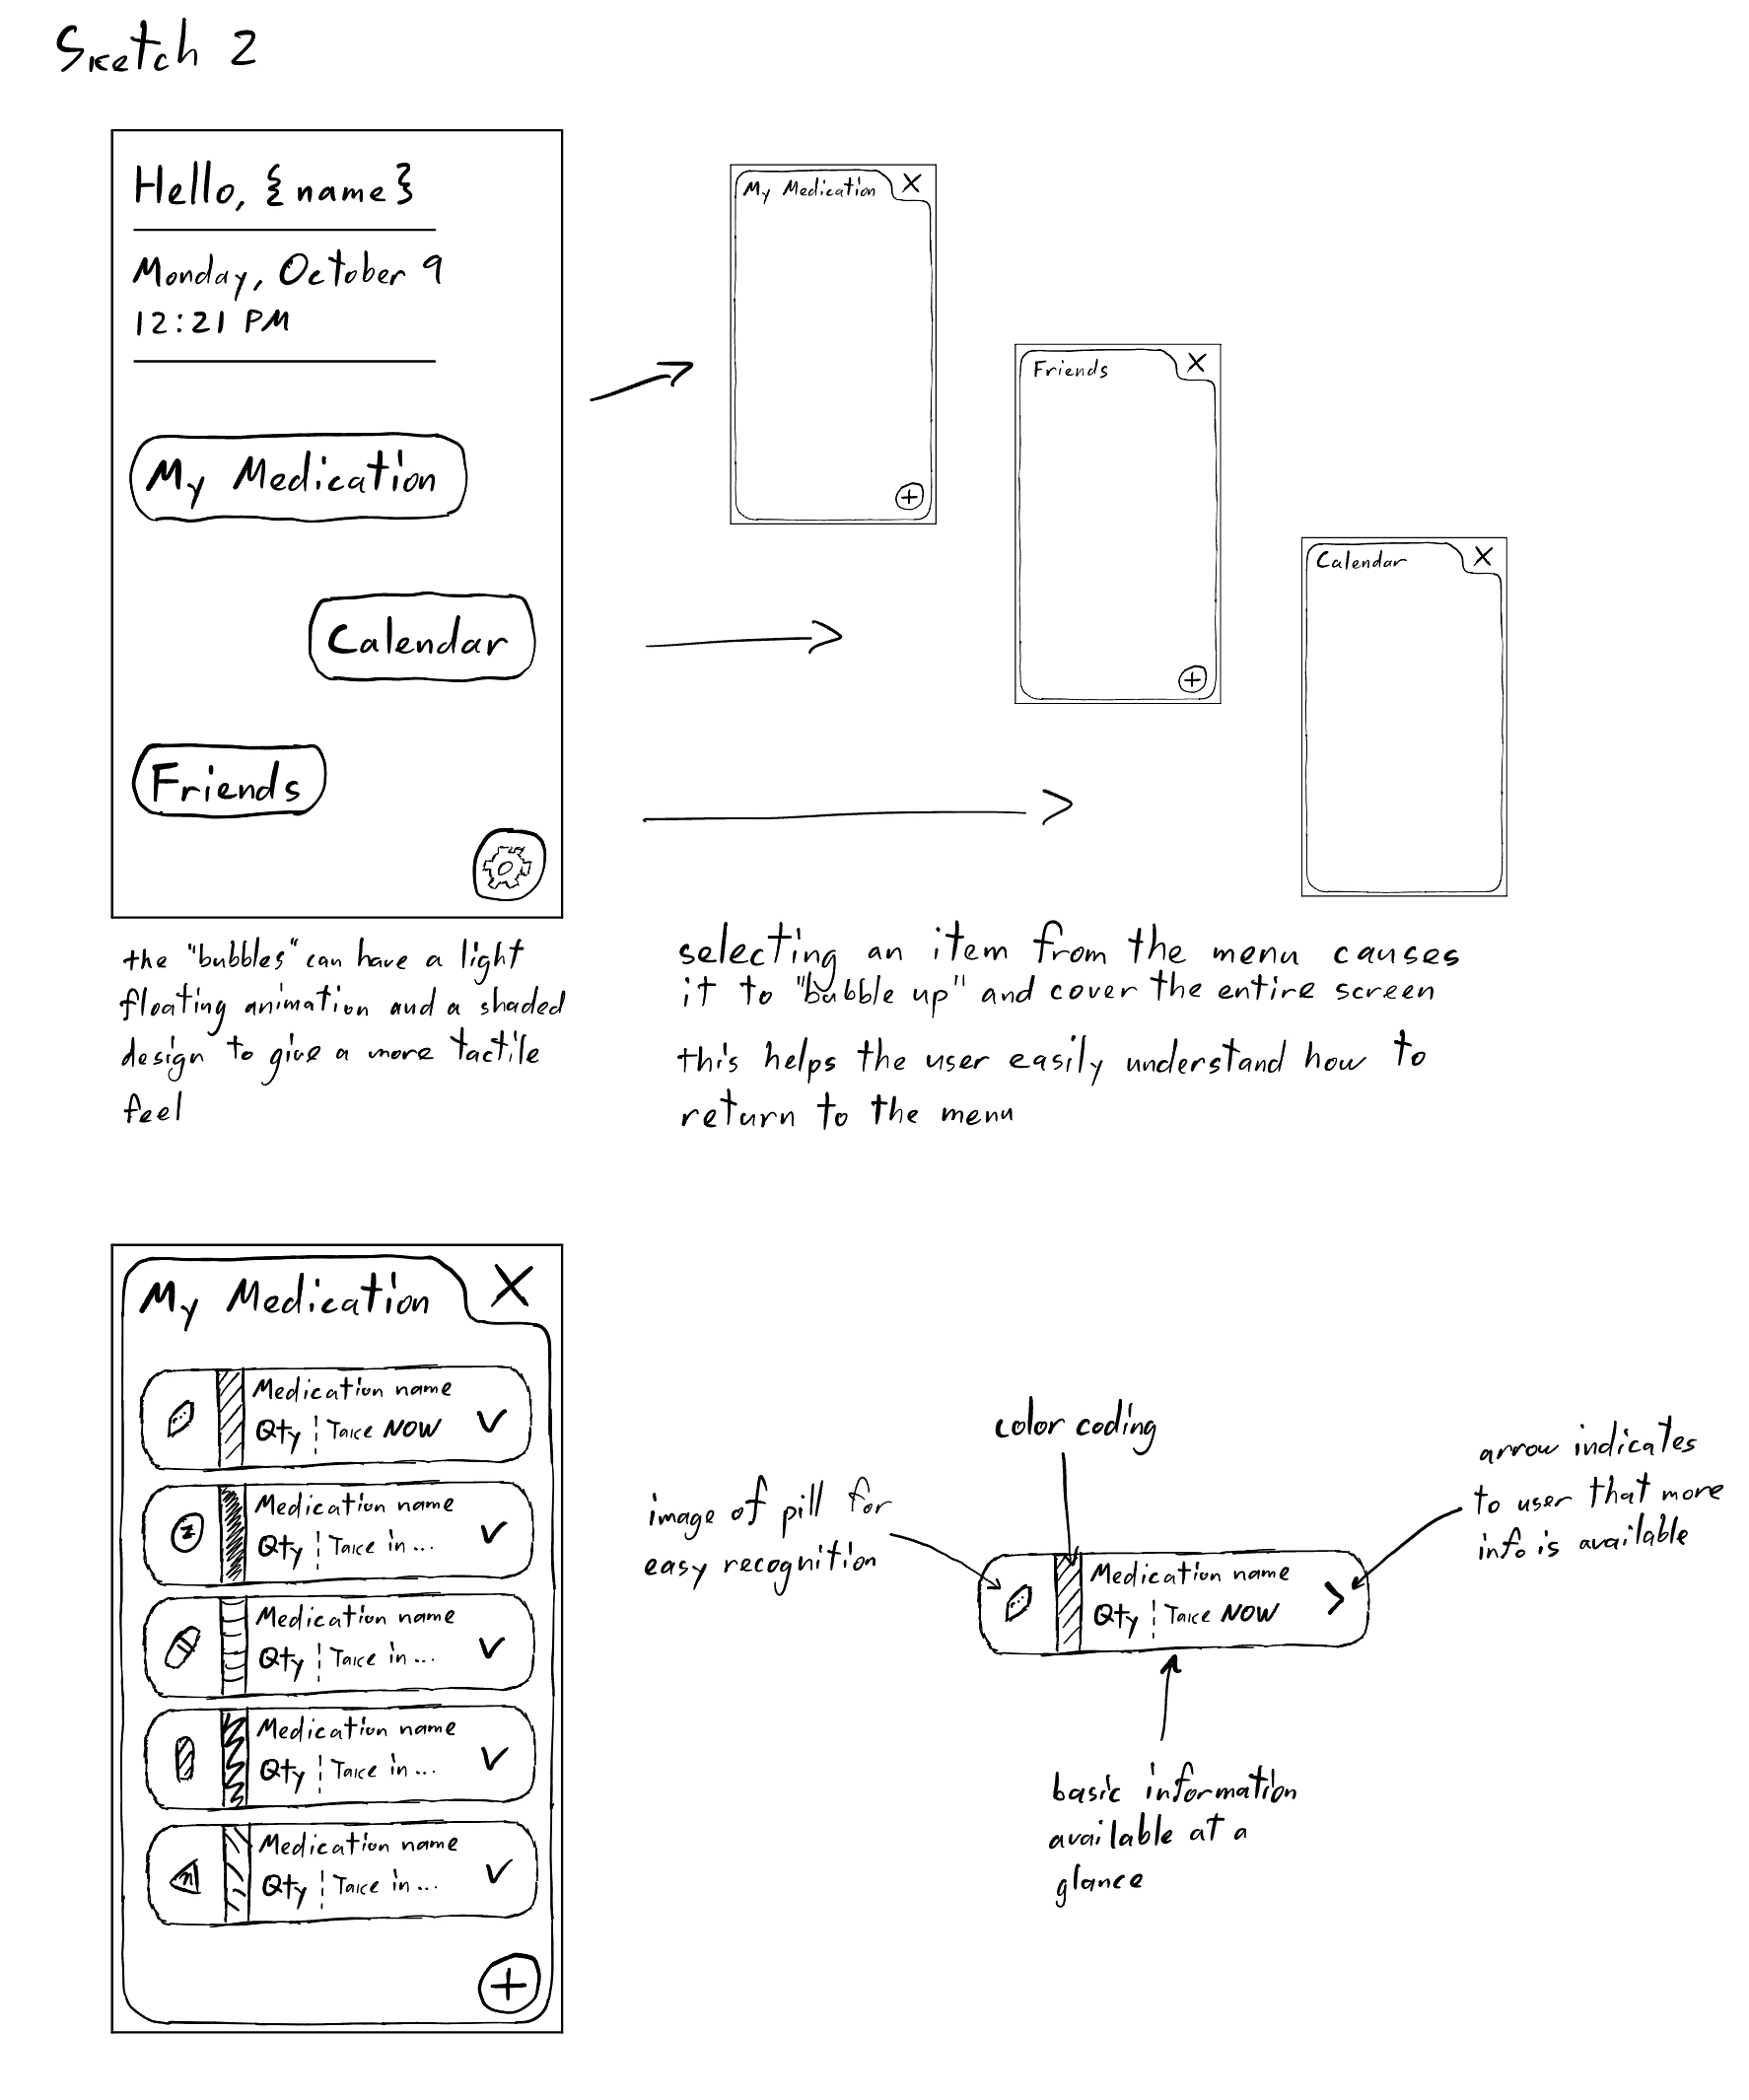 Sketch 2
Hello, {name}
Monday, October 9
12:21 PM
My Medication
Calendar
Friends
My Medication X
Friends X
Calendar X
the "bubbles" can have a light
floating animation and a shaded
design to give a more tactile
feel
selecting an item from the menu causes
it to "bubble up" and cover the entire screen
this helps the user easily understand how to
return to the menu
My Medication X
Medication name
Qty ¦ Take NOW
Medication name
Qty ¦ Take in ...
Medication name
Qty ¦ Take in ...
Medication name
Qty ¦ Take in ...
Medication name
Qty ¦ Take in ...
color coding
image of pill for
easy recognition
arrow indicates
to user that more
info is available
Medication name
Qty ¦ Take NOW
basic information
available at a
glance